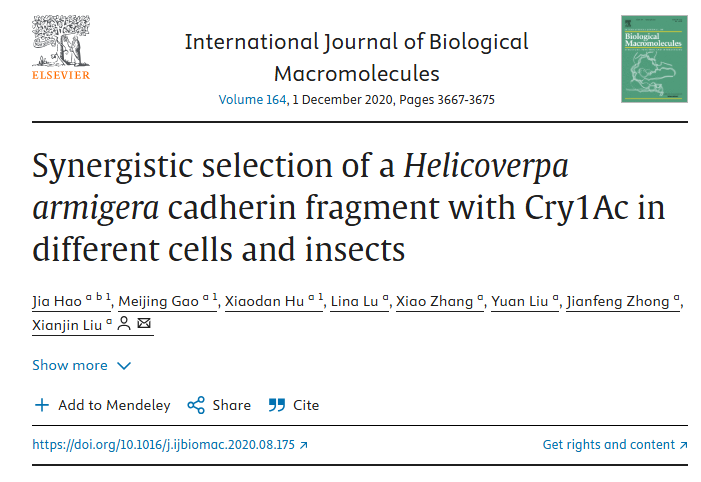 International Journal of Biological
Macromolecules
ELSEVIER
Biological
Macromolecules
Volume 164, 1 December 2020, Pages 3667-3675
Synergistic selection of a Helicoverpa
armigera cadherin fragment with Cry1Ac in
different cells and insects
Jia Hao a b 1, Meijing Gao a 1, Xiaodan Hu a 1, Lina Lu a, Xiao Zhang a, Yuan Liu a, Jianfeng Zhong a,
Xianjin Liu a
Show more
Add to Mendeley Share Cite
https://doi.org/10.1016/j.ijbiomac.2020.08.175 Get rights and content